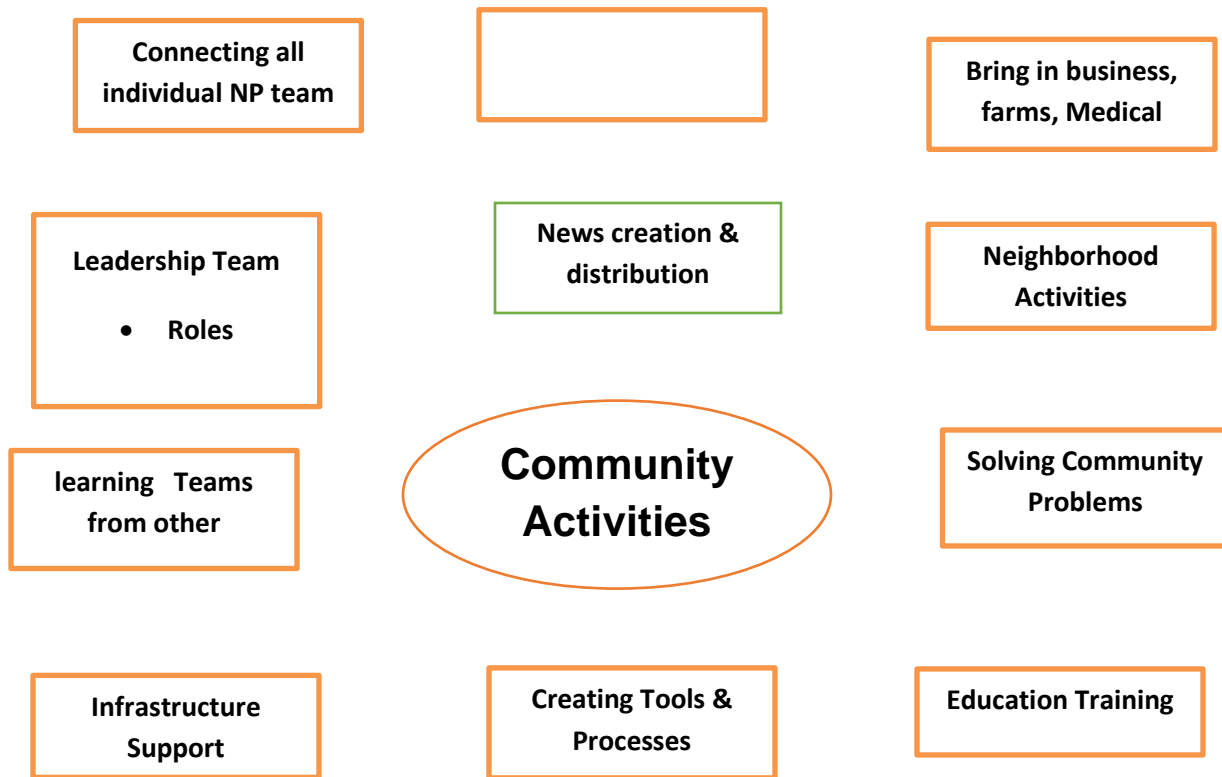 Connecting all
individual NP team
Bring in business,
farms, Medical
Leadership Team
• Roles
News creation &
distribution
Neighborhood
Activities
learning Teams
from other
Community
Activities
Solving Community
Problems
Infrastructure
Support
Creating Tools &
Processes
Education Training